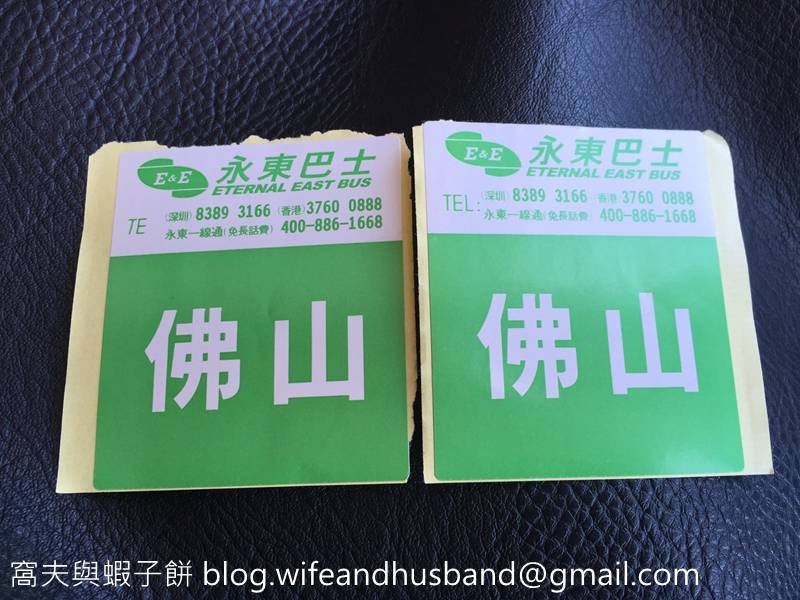 E&E 永東巴士
ETERNAL EAST BUS
TE (深圳) 8389 3166 (香港) 3760 0888
永東一線通(免長話費) 400-886-1668
佛山
E&E 永東巴士
ETERNAL EAST BUS
TEL: (深圳) 8389 3166 (香港) 3760 0888
永東一線通(免長話費) 400-886-1668
佛山
窩夫與蝦子餅 blog.wifeandhusband@gmail.com